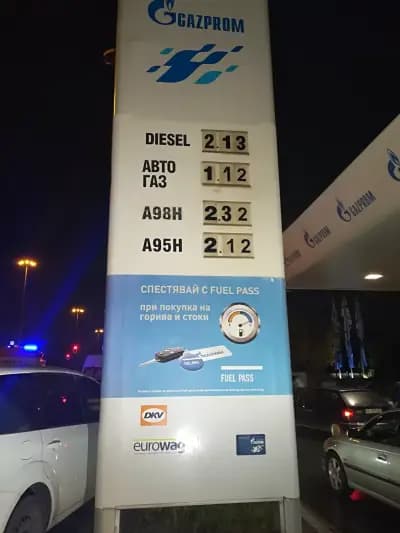 GAZPROM
DIESEL 2.13
АВТО ГАЗ 1.12
A98H 2.32
A95H 2.12
СПЕСТЯВАЙ С FUEL PASS
при покупка на
горива и стоки
FUEL PASS
DKV
eurowag
GAZPROM
GAZPROM